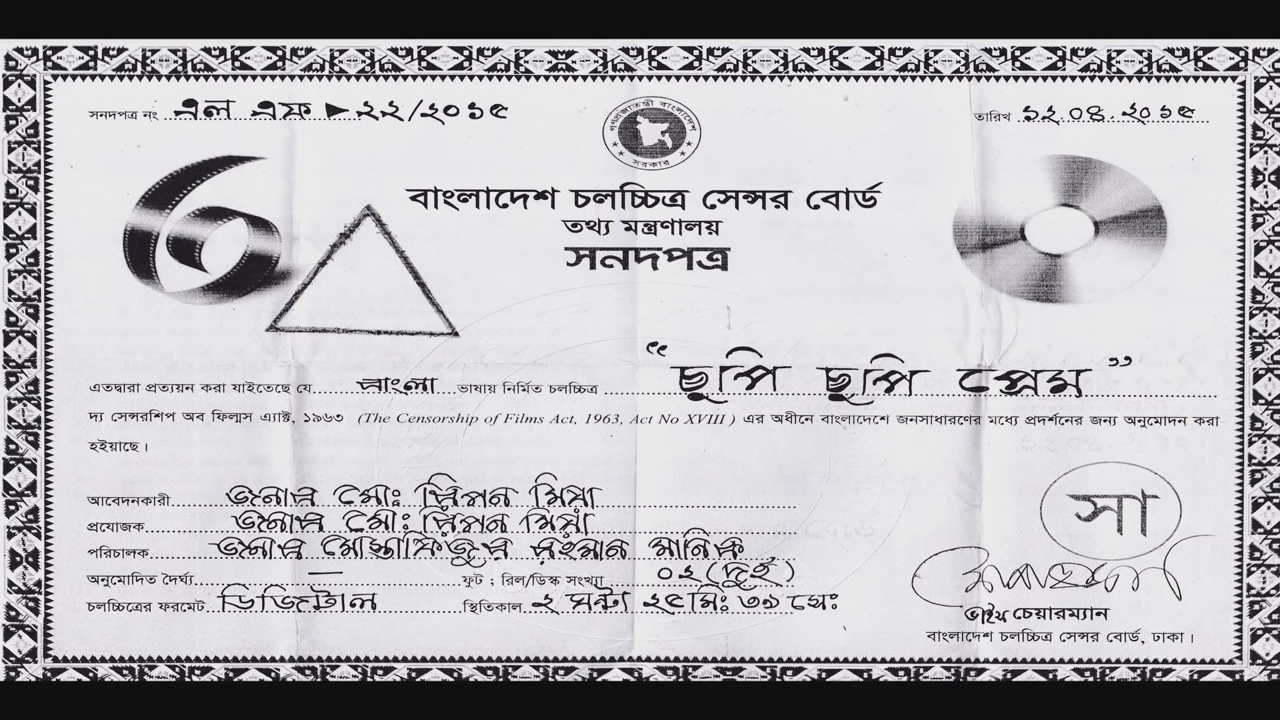 সনদপত্র নং এল এফ ▶ ২২/২০১৫
গণপ্রজাতন্ত্রী বাংলাদেশ সরকার
তারিখ ১২.০৪.২০১৫
বাংলাদেশ চলচ্চিত্র সেন্সর বোর্ড
তথ্য মন্ত্রণালয়
সনদপত্র
এতদ্বারা প্রত্যয়ন করা যাইতেছে যে বাংলা ভাষায় নির্মিত চলচ্চিত্র “ছুপি ছুপি প্রেম”
দ্য সেন্সরশিপ অব ফিল্মস এ্যাক্ট, ১৯৬৩ (The Censorship of Films Act, 1963, Act No XVIII ) এর অধীনে বাংলাদেশে জনসাধারণের মধ্যে প্রদর্শনের জন্য অনুমোদন করা
হইয়াছে।
আবেদনকারী জনাব মোঃ রিপন মিয়া
প্রযোজক জনাব মোঃ রিপন মিয়া
পরিচালক জনাব মোস্তাফিজুর রহমান মানিক
অনুমোদিত দৈর্ঘ্য — ফুট ; রিল/ডিস্ক সংখ্যা ০২ (দুই)
চলচ্চিত্রের ফরমেট ডিজিটাল স্থিতিকাল ২ ঘন্টা ২৫ মিঃ ৩৯ সেঃ
সা
ভাইস চেয়ারম্যান
বাংলাদেশ চলচ্চিত্র সেন্সর বোর্ড, ঢাকা।